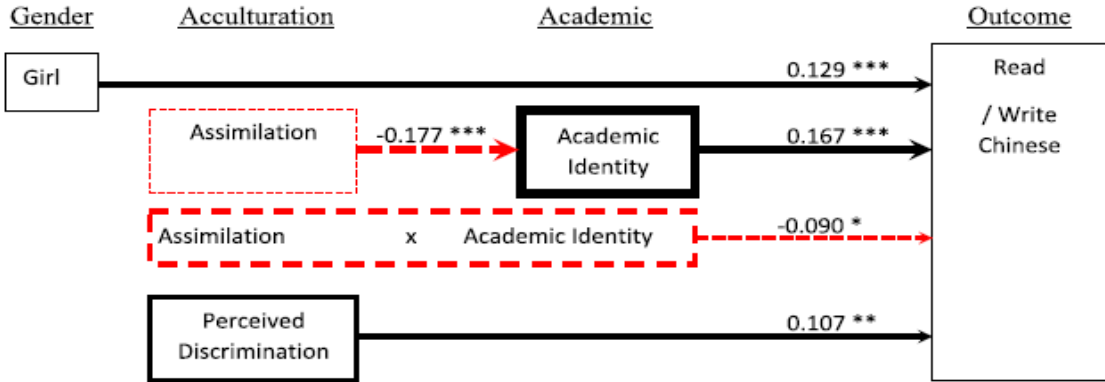 Gender Acculturation Academic Outcome
Girl 0.129 *** Read
/ Write
Chinese
Assimilation -0.177 *** Academic
Identity 0.167 ***
Assimilation x Academic Identity -0.090 *
Perceived
Discrimination 0.107 **